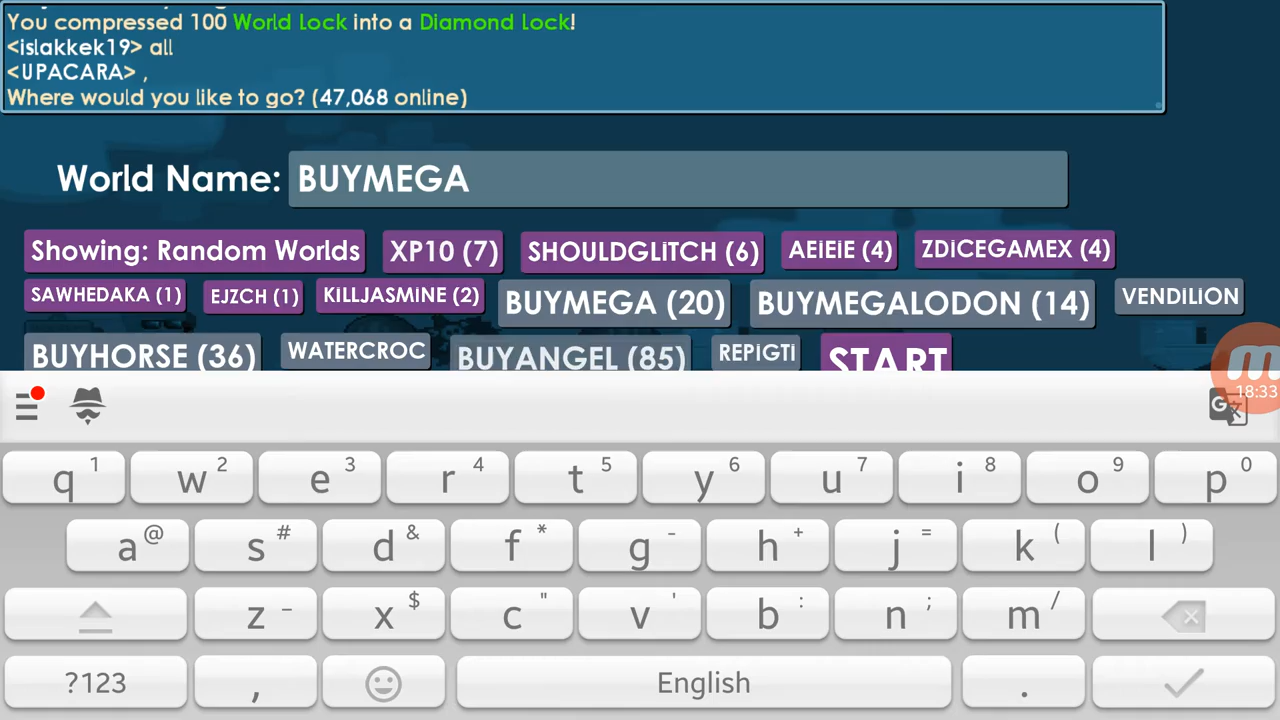 You compressed 100 World Lock into a Diamond Lock!
<islakkek19> all
<UPACARA> ,
Where would you like to go? (47,068 online)
World Name: BUYMEGA
Showing: Random Worlds XP10 (7) SHOULDGLiTCH (6) AEiEiE (4) ZDiCEGAMEX (4)
SAWHEDAKA (1) EJZCH (1) KiLLJASMiNE (2) BUYMEGA (20) BUYMEGALODON (14) VENDiLiON
BUYHORSE (36) WATERCROC BUYANGEL (85) REPiGTi START
18:33
q 1 w 2 e 3 r 4 t 5 y 6 u 7 i 8 o 9 p 0
a @ s # d & f * g - h + j = k ( l )
z – x $ c " v ' b : n ; m /
?123 , English .